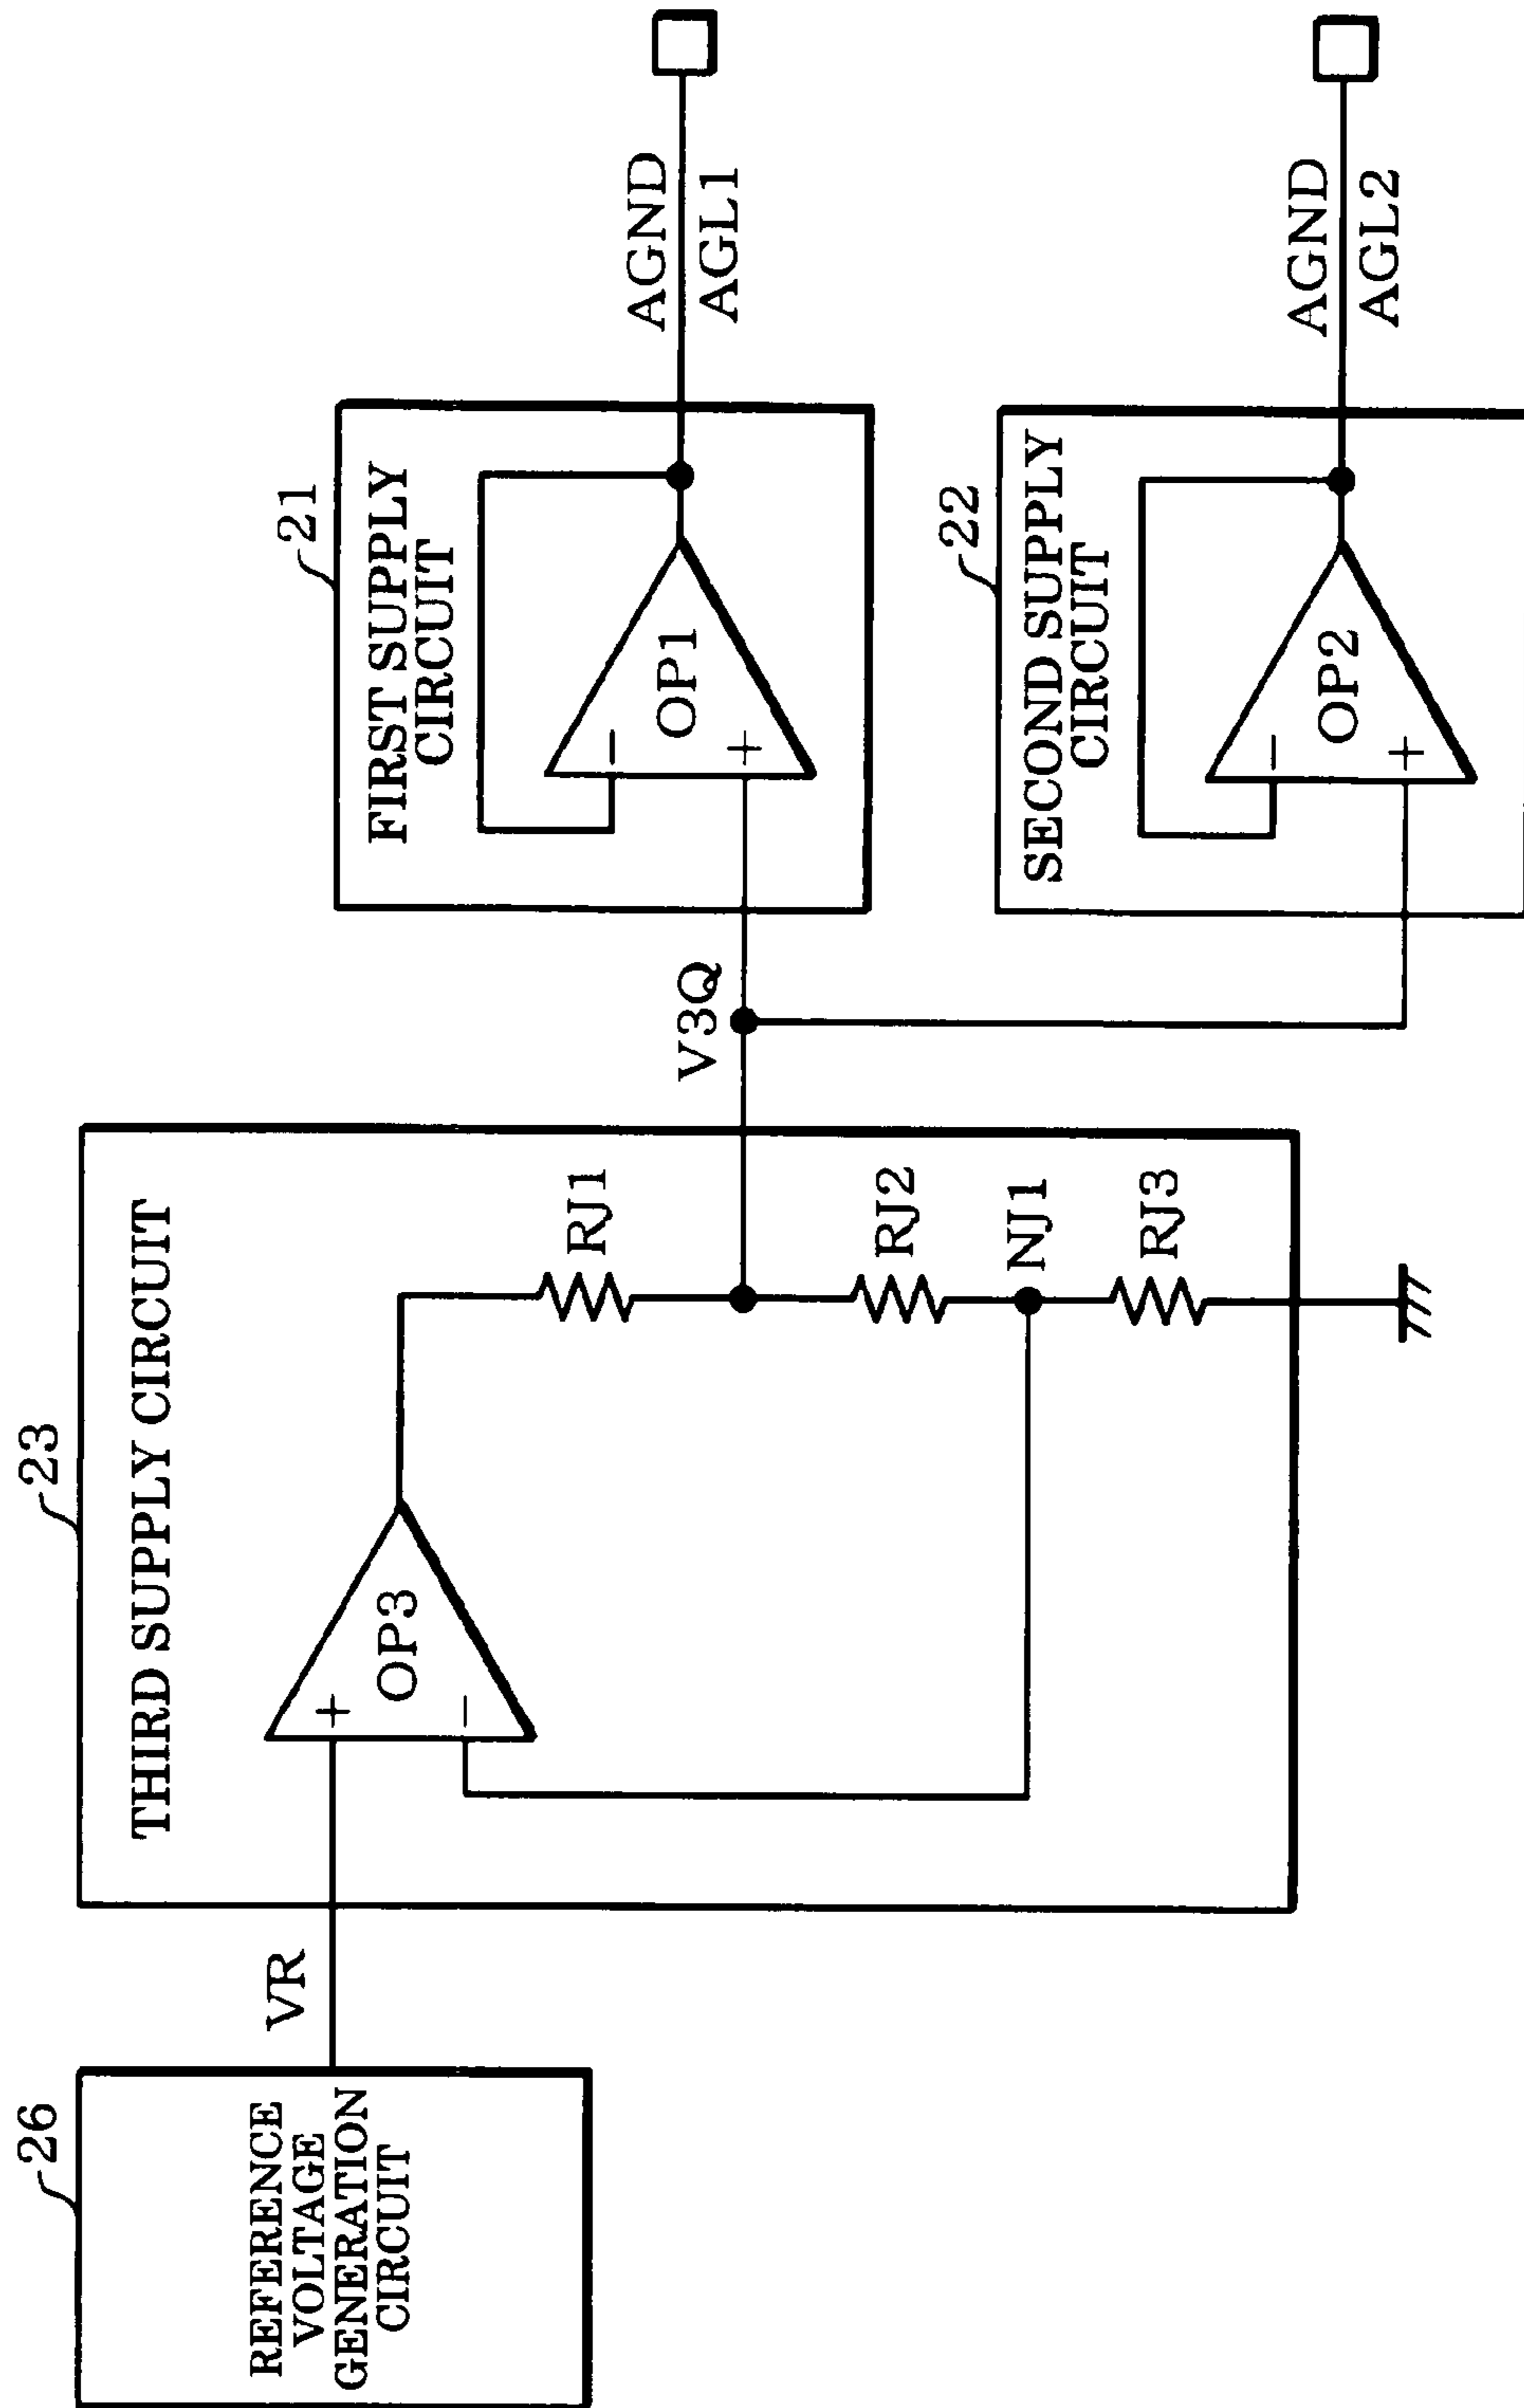 26
REFERENCE
VOLTAGE
GENERATION
CIRCUIT
VR
23
THIRD SUPPLY CIRCUIT
+
OP3
−
RJ1
RJ2
NJ1
RJ3
V3Q
21
FIRST SUPPLY
CIRCUIT
−
OP1
+
AGND
AGL1
22
SECOND SUPPLY
CIRCUIT
−
OP2
+
AGND
AGL2